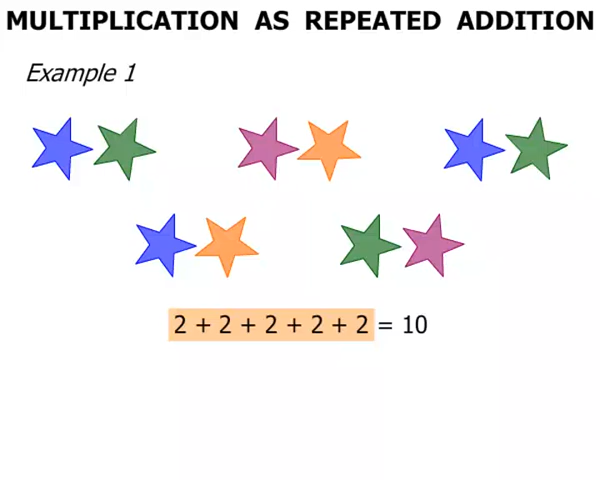 MULTIPLICATION AS REPEATED ADDITION
Example 1
2 + 2 + 2 + 2 + 2 = 10